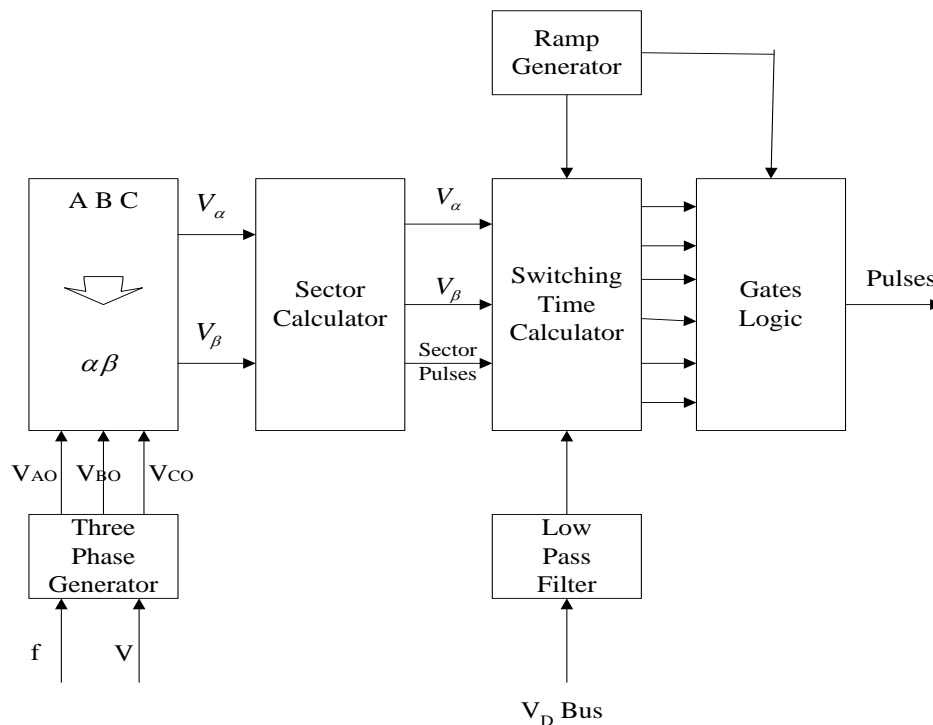 Ramp
Generator
A B C
αβ
Vα
Vβ
Sector
Calculator
Vα
Vβ
Sector
Pulses
Switching
Time
Calculator
Gates
Logic
Pulses
VAO
VBO
VCO
Three
Phase
Generator
f
V
Low
Pass
Filter
VD Bus